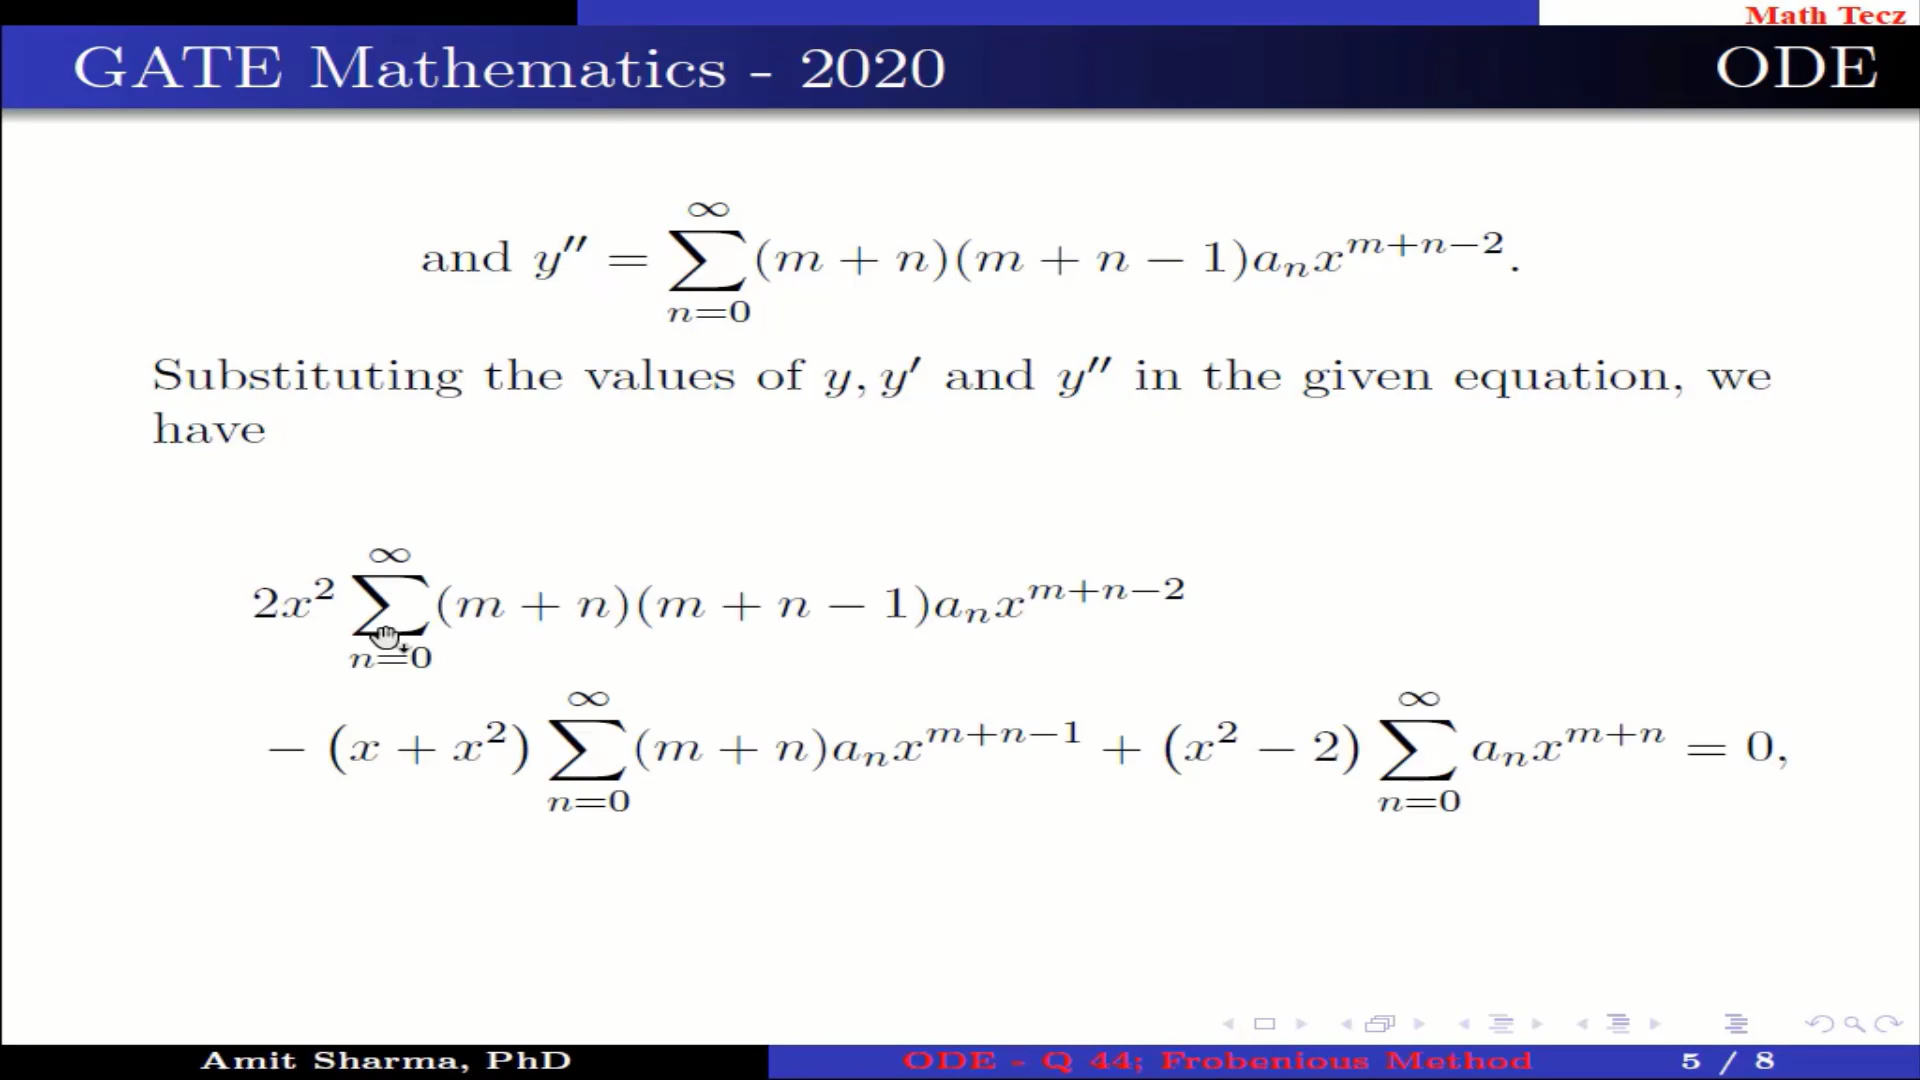 Math Tecz
GATE Mathematics - 2020 ODE
and y″ = ∑_{n=0}^{∞} (m + n)(m + n − 1)a_n x^{m+n−2}.
Substituting the values of y, y′ and y″ in the given equation, we
have
2x² ∑_{n=0}^{∞} (m + n)(m + n − 1)a_n x^{m+n−2}
− (x + x²) ∑_{n=0}^{∞} (m + n)a_n x^{m+n−1} + (x² − 2) ∑_{n=0}^{∞} a_n x^{m+n} = 0,
Amit Sharma, PhD ODE - Q 44; Frobenious Method 5 / 8